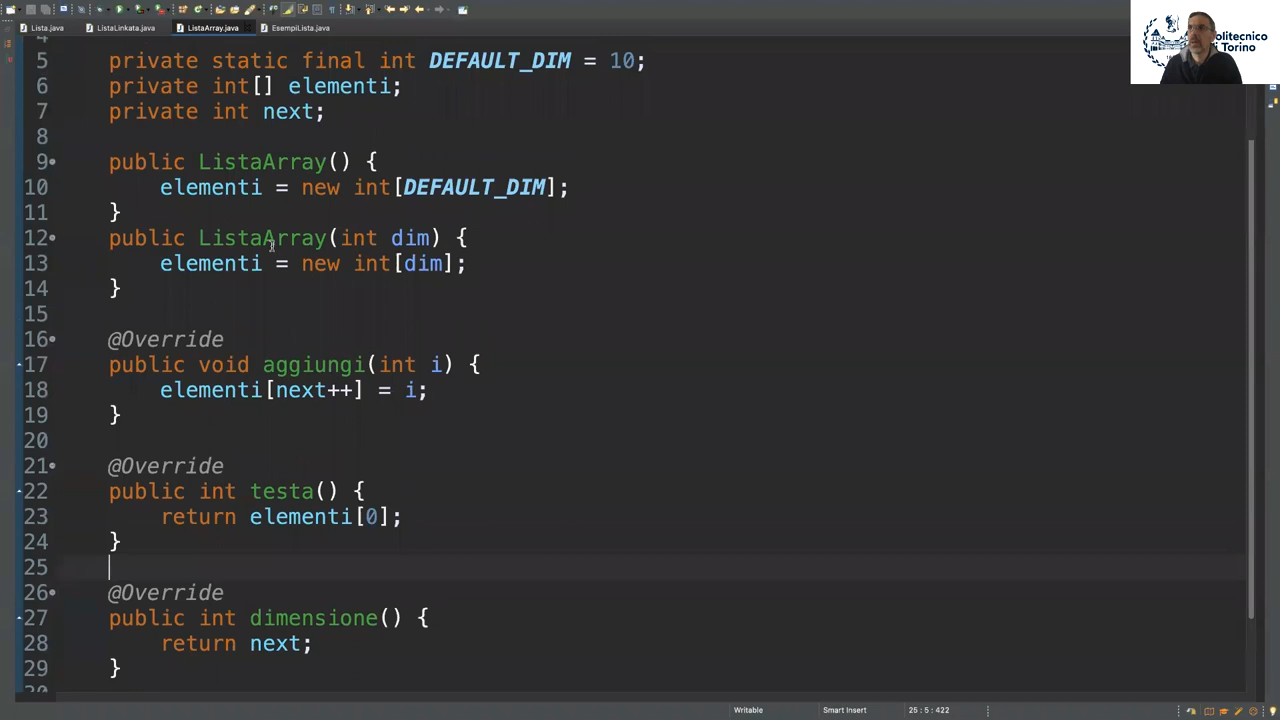 Lista.java
ListaLinkata.java
ListaArray.java
EsempiLista.java
Politecnico
di Torino
5 private static final int DEFAULT_DIM = 10;
6 private int[] elementi;
7 private int next;
8
9 public ListaArray() {
10 elementi = new int[DEFAULT_DIM];
11 }
12 public ListaArray(int dim) {
13 elementi = new int[dim];
14 }
15
16 @Override
17 public void aggiungi(int i) {
18 elementi[next++] = i;
19 }
20
21 @Override
22 public int testa() {
23 return elementi[0];
24 }
25
26 @Override
27 public int dimensione() {
28 return next;
29 }
Writable
Smart Insert
25 : 5 : 422